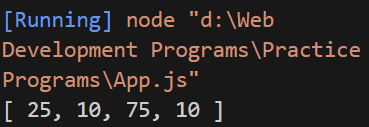 [Running] node "d:\Web
Development Programs\Practice
Programs\App.js"
[ 25, 10, 75, 10 ]